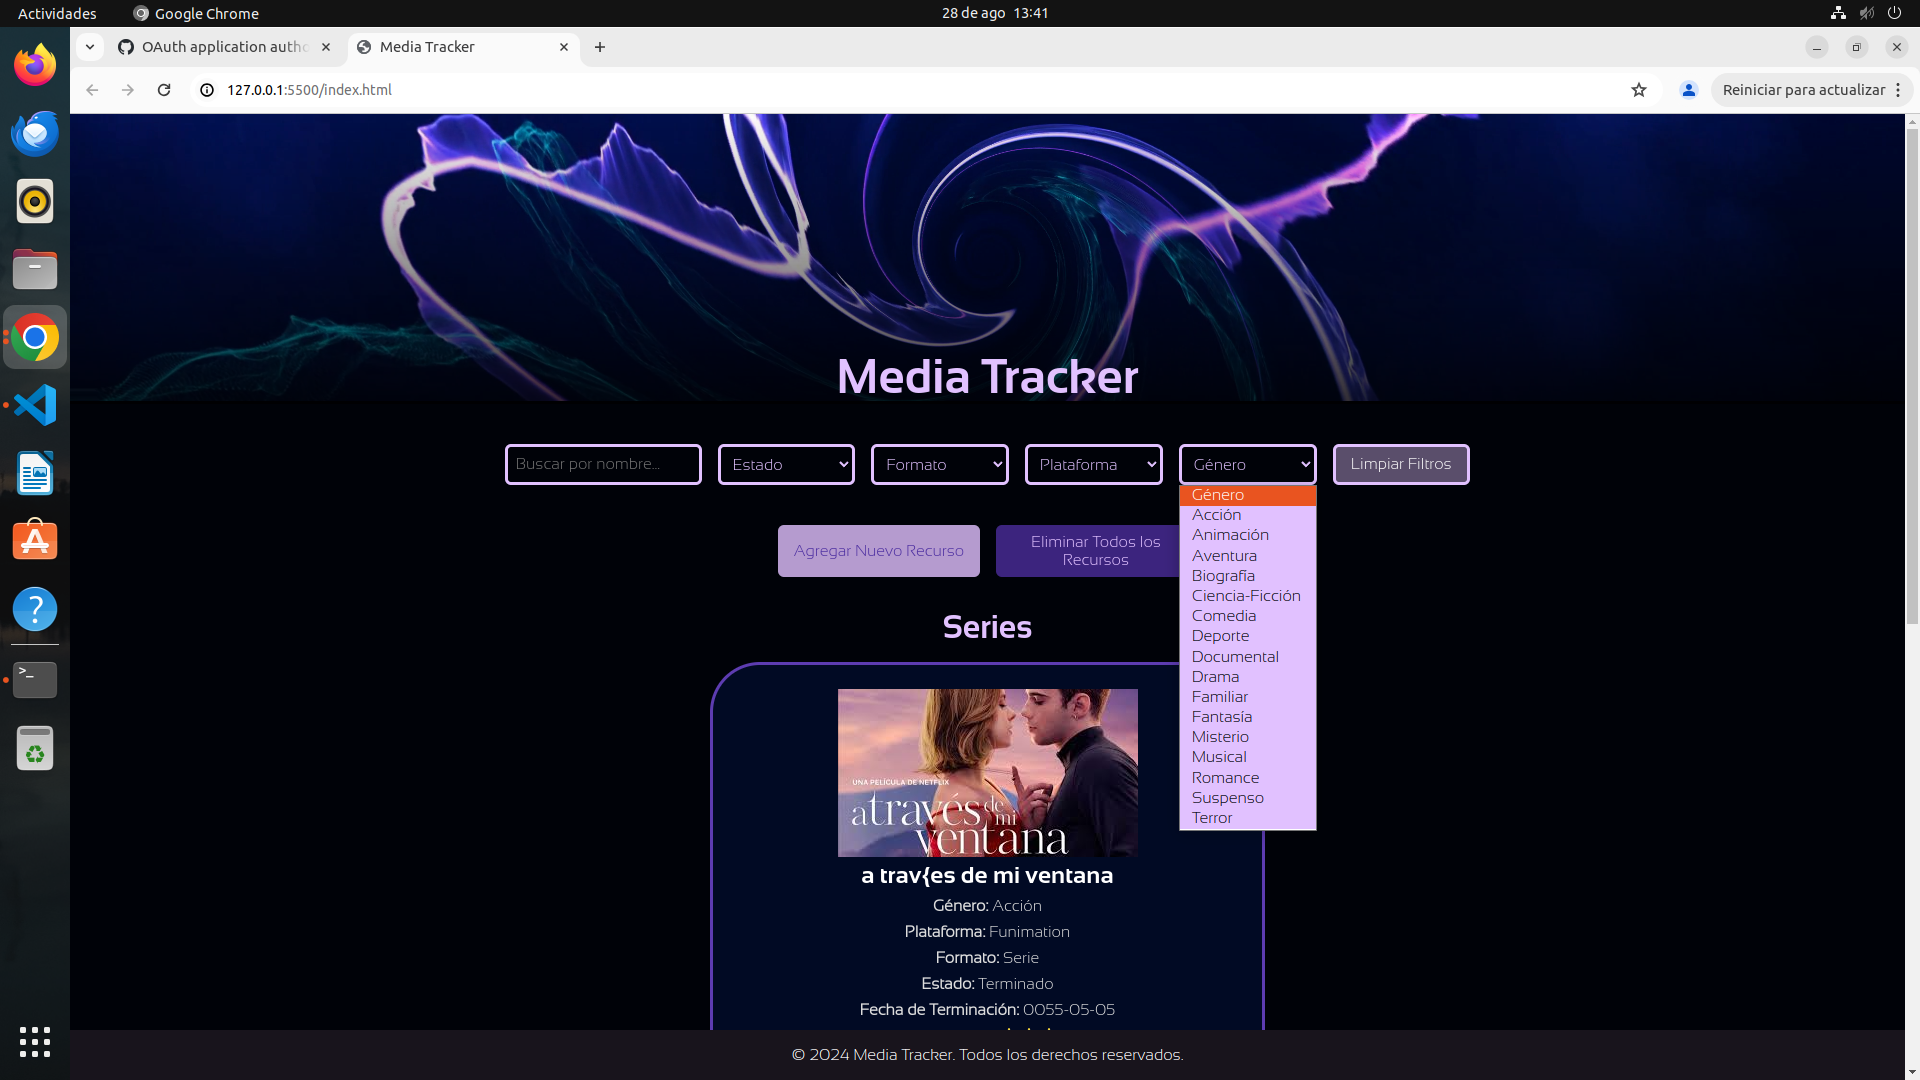 Actividades
Google Chrome
28 de ago 13:41
OAuth application autho
Media Tracker
127.0.0.1:5500/index.html
Reiniciar para actualizar
Media Tracker
Buscar por nombre...
Estado
Formato
Plataforma
Género
Limpiar Filtros
Género
Acción
Animación
Aventura
Biografía
Ciencia-Ficción
Comedia
Deporte
Documental
Drama
Familiar
Fantasía
Misterio
Musical
Romance
Suspenso
Terror
Agregar Nuevo Recurso
Eliminar Todos los
Recursos
Series
UNA PELÍCULA DE NETFLIX
a través de mi
ventana
a trav{es de mi ventana
Género: Acción
Plataforma: Funimation
Formato: Serie
Estado: Terminado
Fecha de Terminación: 0055-05-05
© 2024 Media Tracker. Todos los derechos reservados.